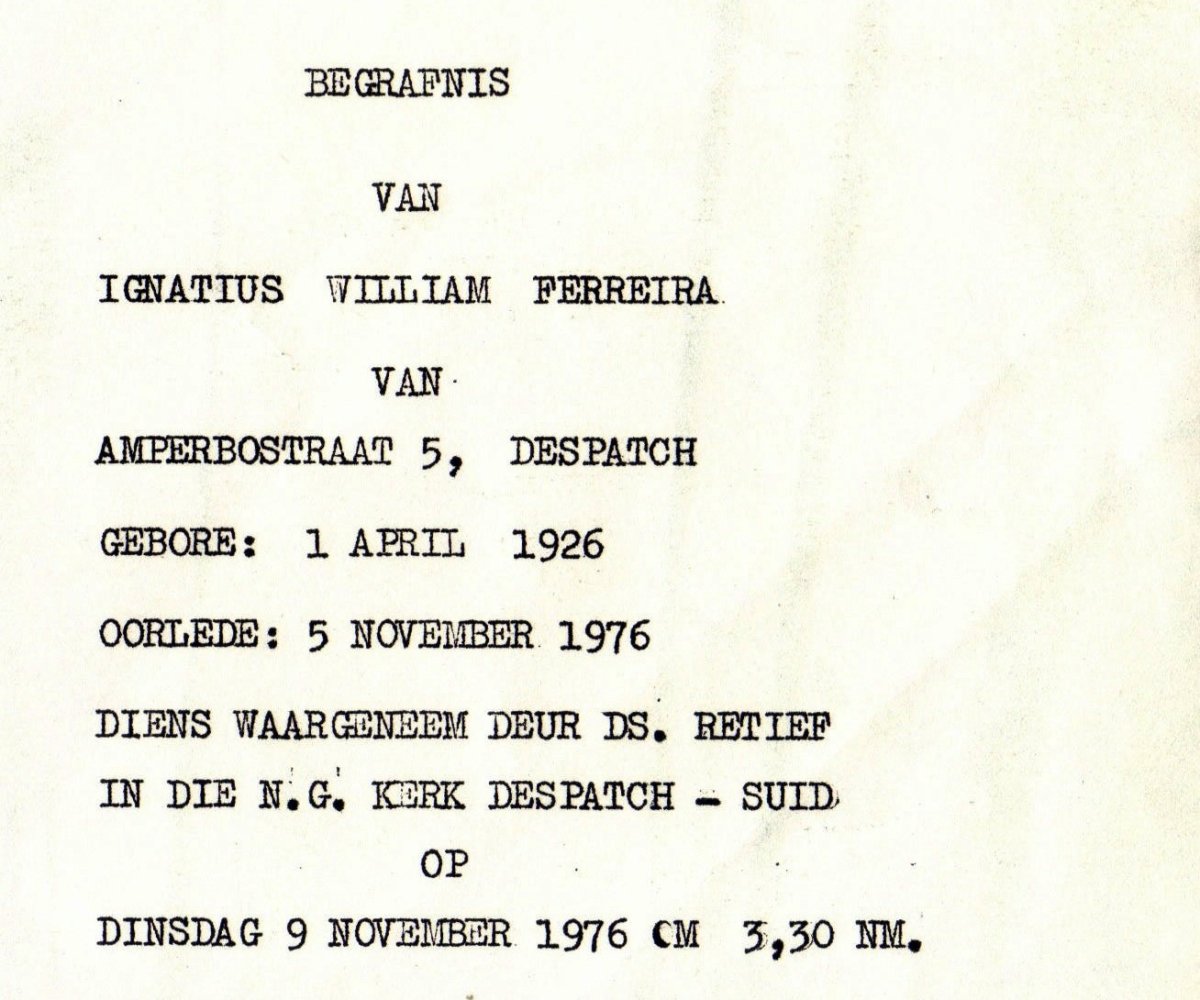 BEGRAFNIS
VAN
IGNATIUS WILLIAM FERREIRA
VAN
AMPERBOSTRAAT 5, DESPATCH
GEBORE: 1 APRIL 1926
OORLEDE: 5 NOVEMBER 1976
DIENS WAARGENEEM DEUR DS. RETIEF
IN DIE N.G. KERK DESPATCH - SUID
OP
DINSDAG 9 NOVEMBER 1976 OM 3,30 NM.